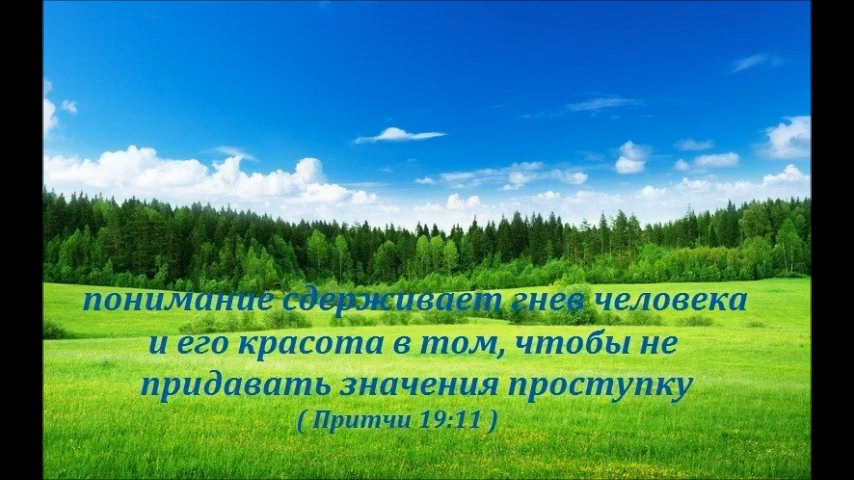 понимание сдерживает гнев человека
и его красота в том, чтобы не
придавать значения проступку
( Притчи 19:11 )